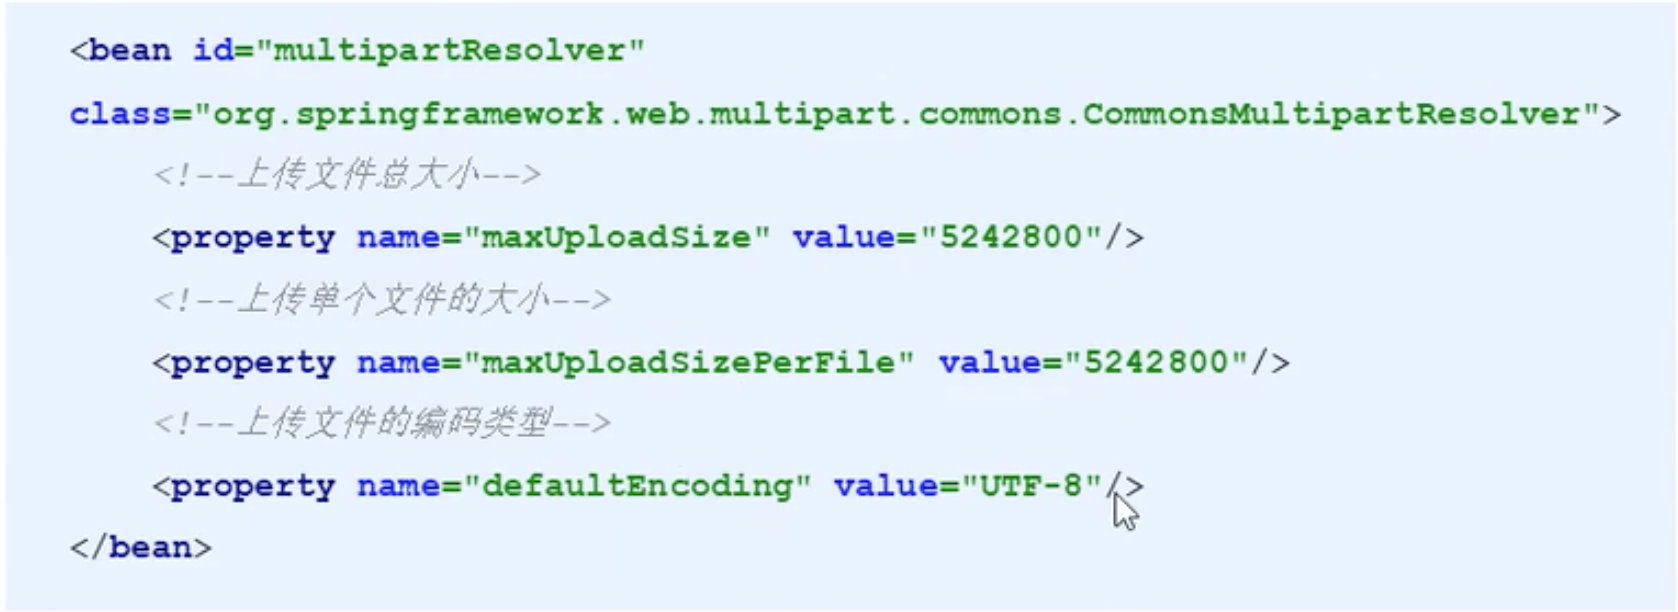 <bean id="multipartResolver"
class="org.springframework.web.multipart.commons.CommonsMultipartResolver">
<!--上传文件总大小-->
<property name="maxUploadSize" value="5242800"/>
<!--上传单个文件的大小-->
<property name="maxUploadSizePerFile" value="5242800"/>
<!--上传文件的编码类型-->
<property name="defaultEncoding" value="UTF-8"/>
</bean>